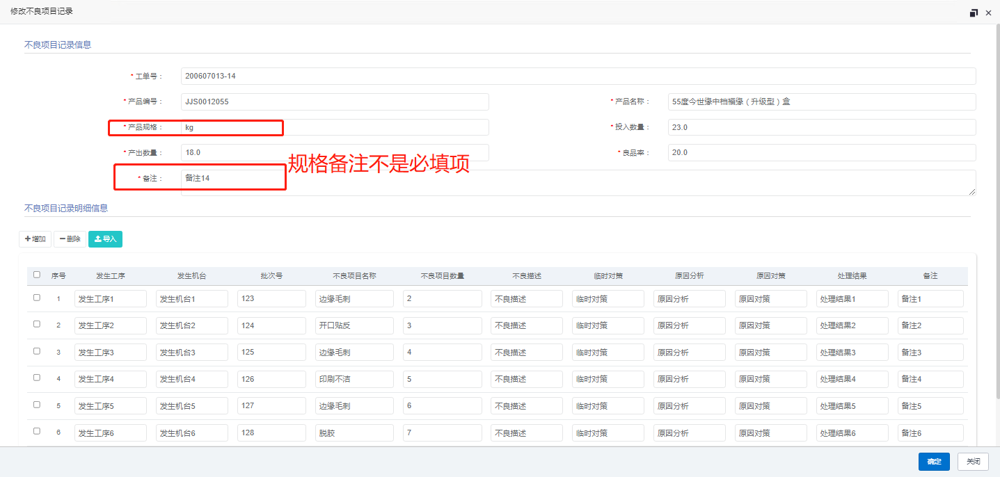 修改不良项目记录
不良项目记录信息
* 工单号： 200607013-14
* 产品编号： JJS0012055 * 产品名称： 55度今世缘中档福缘（升级型）盒
* 产品规格： kg * 投入数量： 23.0
* 产出数量： 18.0 * 良品率： 20.0
规格备注不是必填项
* 备注： 备注14
不良项目记录明细信息
增加 删除 导入
序号 发生工序 发生机台 批次号 不良项目名称 不良项目数量 不良描述 临时对策 原因分析 原因对策 处理结果 备注
1 发生工序1 发生机台1 123 边缘毛刺 2 不良描述 临时对策 原因分析 原因对策 处理结果1 备注1
2 发生工序2 发生机台2 124 开口贴反 3 不良描述 临时对策 原因分析 原因对策 处理结果2 备注2
3 发生工序3 发生机台3 125 边缘毛刺 4 不良描述 临时对策 原因分析 原因对策 处理结果3 备注3
4 发生工序4 发生机台4 126 印刷不洁 5 不良描述 临时对策 原因分析 原因对策 处理结果4 备注4
5 发生工序5 发生机台5 127 边缘毛刺 6 不良描述 临时对策 原因分析 原因对策 处理结果5 备注5
6 发生工序6 发生机台6 128 脱胶 7 不良描述 临时对策 原因分析 原因对策 处理结果6 备注6
确定 关闭